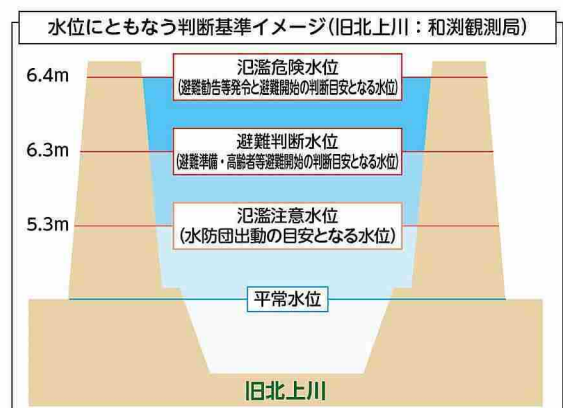 水位にともなう判断基準イメージ(旧北上川：和渕観測局)
6.4m
氾濫危険水位
(避難勧告等発令と避難開始の判断目安となる水位)
6.3m
避難判断水位
(避難準備・高齢者等避難開始の判断目安となる水位)
5.3m
氾濫注意水位
(水防団出動の目安となる水位)
平常水位
旧北上川